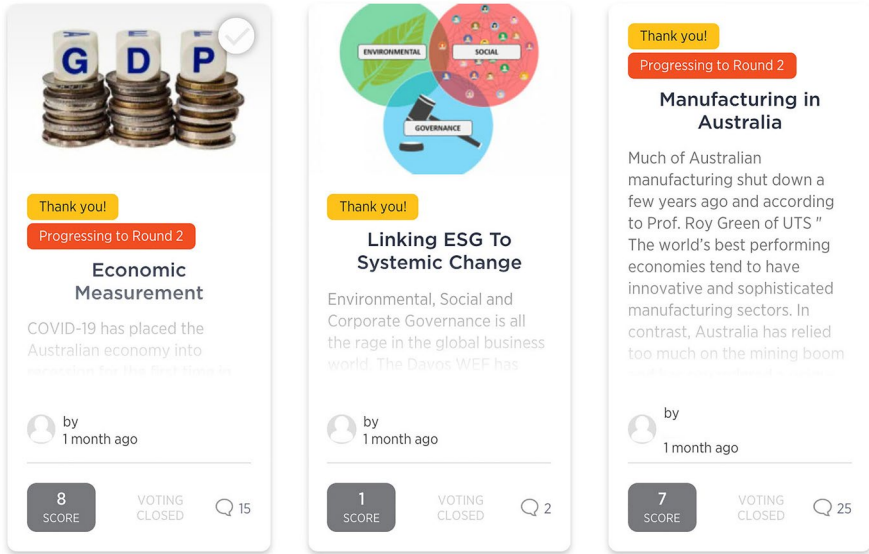 G D P
Thank you!
Progressing to Round 2
Economic
Measurement
COVID-19 has placed the
Australian economy into
recession for the first time in
by
1 month ago
8
SCORE
VOTING
CLOSED
15
ENVIRONMENTAL
SOCIAL
GOVERNANCE
Thank you!
Linking ESG To
Systemic Change
Environmental, Social and
Corporate Governance is all
the rage in the global business
world. The Davos WEF has
by
1 month ago
1
SCORE
VOTING
CLOSED
2
Thank you!
Progressing to Round 2
Manufacturing in
Australia
Much of Australian
manufacturing shut down a
few years ago and according
to Prof. Roy Green of UTS "
The world's best performing
economies tend to have
innovative and sophisticated
manufacturing sectors. In
contrast, Australia has relied
too much on the mining boom
by
1 month ago
7
SCORE
VOTING
CLOSED
25